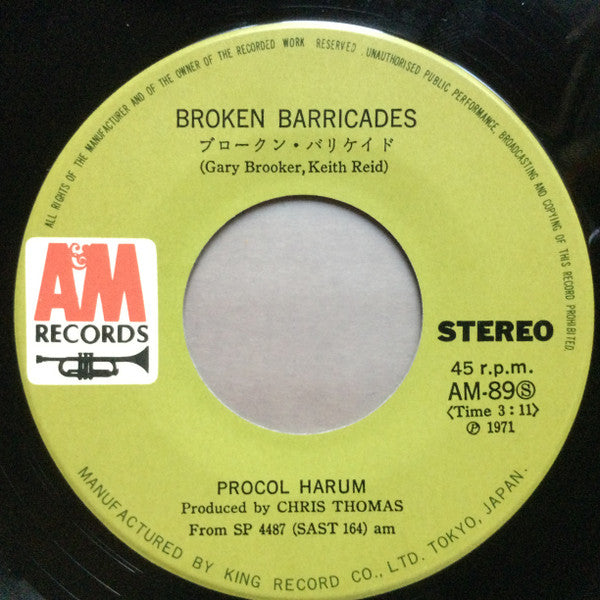 ALL RIGHTS OF THE MANUFACTURER AND OF THE OWNER OF THE RECORDED WORK RESERVED. UNAUTHORISED PUBLIC PERFORMANCE, BROADCASTING AND COPYING OF THIS RECORD PROHIBITED
BROKEN BARRICADES
ブロークン・バリケイド
(Gary Brooker, Keith Reid)
A&M
RECORDS
STEREO
45 r.p.m.
AM-89Ⓢ
〈Time 3:11〉
℗ 1971
PROCOL HARUM
Produced by CHRIS THOMAS
From SP 4487 (SAST 164) am
MANUFACTURED BY KING RECORD CO., LTD. TOKYO, JAPAN.